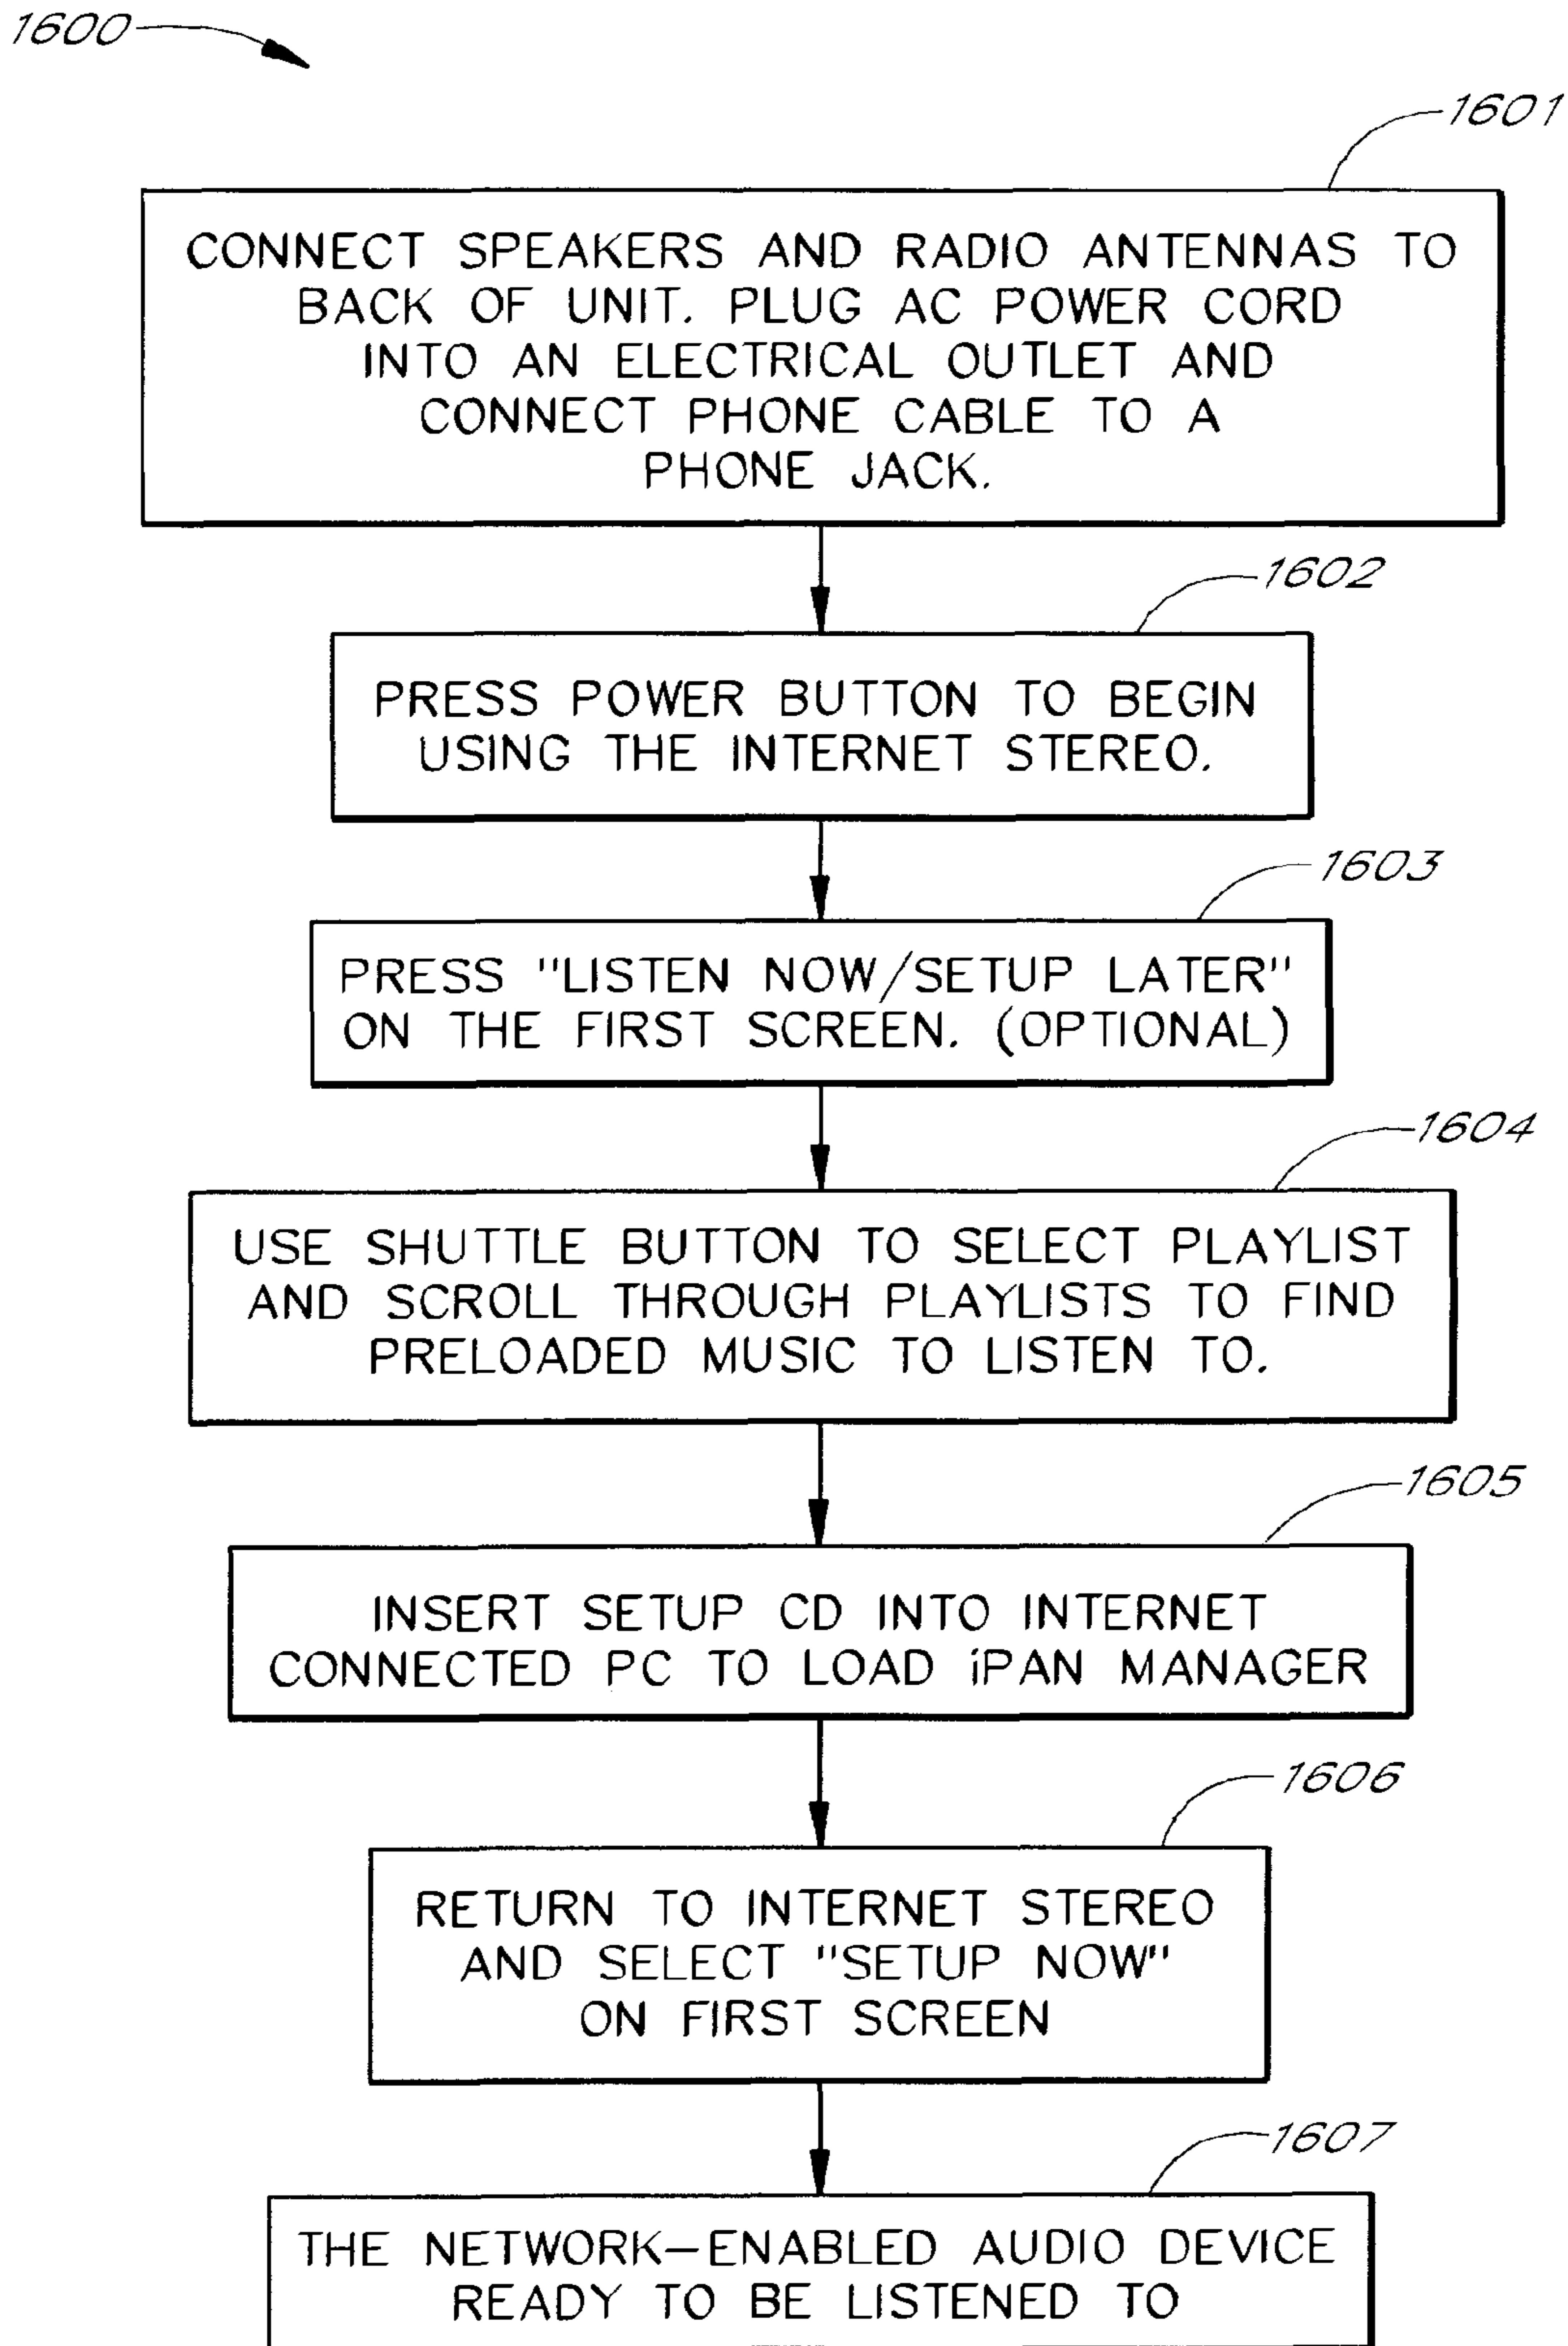 1600
1601
CONNECT SPEAKERS AND RADIO ANTENNAS TO
BACK OF UNIT. PLUG AC POWER CORD
INTO AN ELECTRICAL OUTLET AND
CONNECT PHONE CABLE TO A
PHONE JACK.
1602
PRESS POWER BUTTON TO BEGIN
USING THE INTERNET STEREO.
1603
PRESS "LISTEN NOW/SETUP LATER"
ON THE FIRST SCREEN. (OPTIONAL)
1604
USE SHUTTLE BUTTON TO SELECT PLAYLIST
AND SCROLL THROUGH PLAYLISTS TO FIND
PRELOADED MUSIC TO LISTEN TO.
1605
INSERT SETUP CD INTO INTERNET
CONNECTED PC TO LOAD iPAN MANAGER
1606
RETURN TO INTERNET STEREO
AND SELECT "SETUP NOW"
ON FIRST SCREEN
1607
THE NETWORK-ENABLED AUDIO DEVICE
READY TO BE LISTENED TO